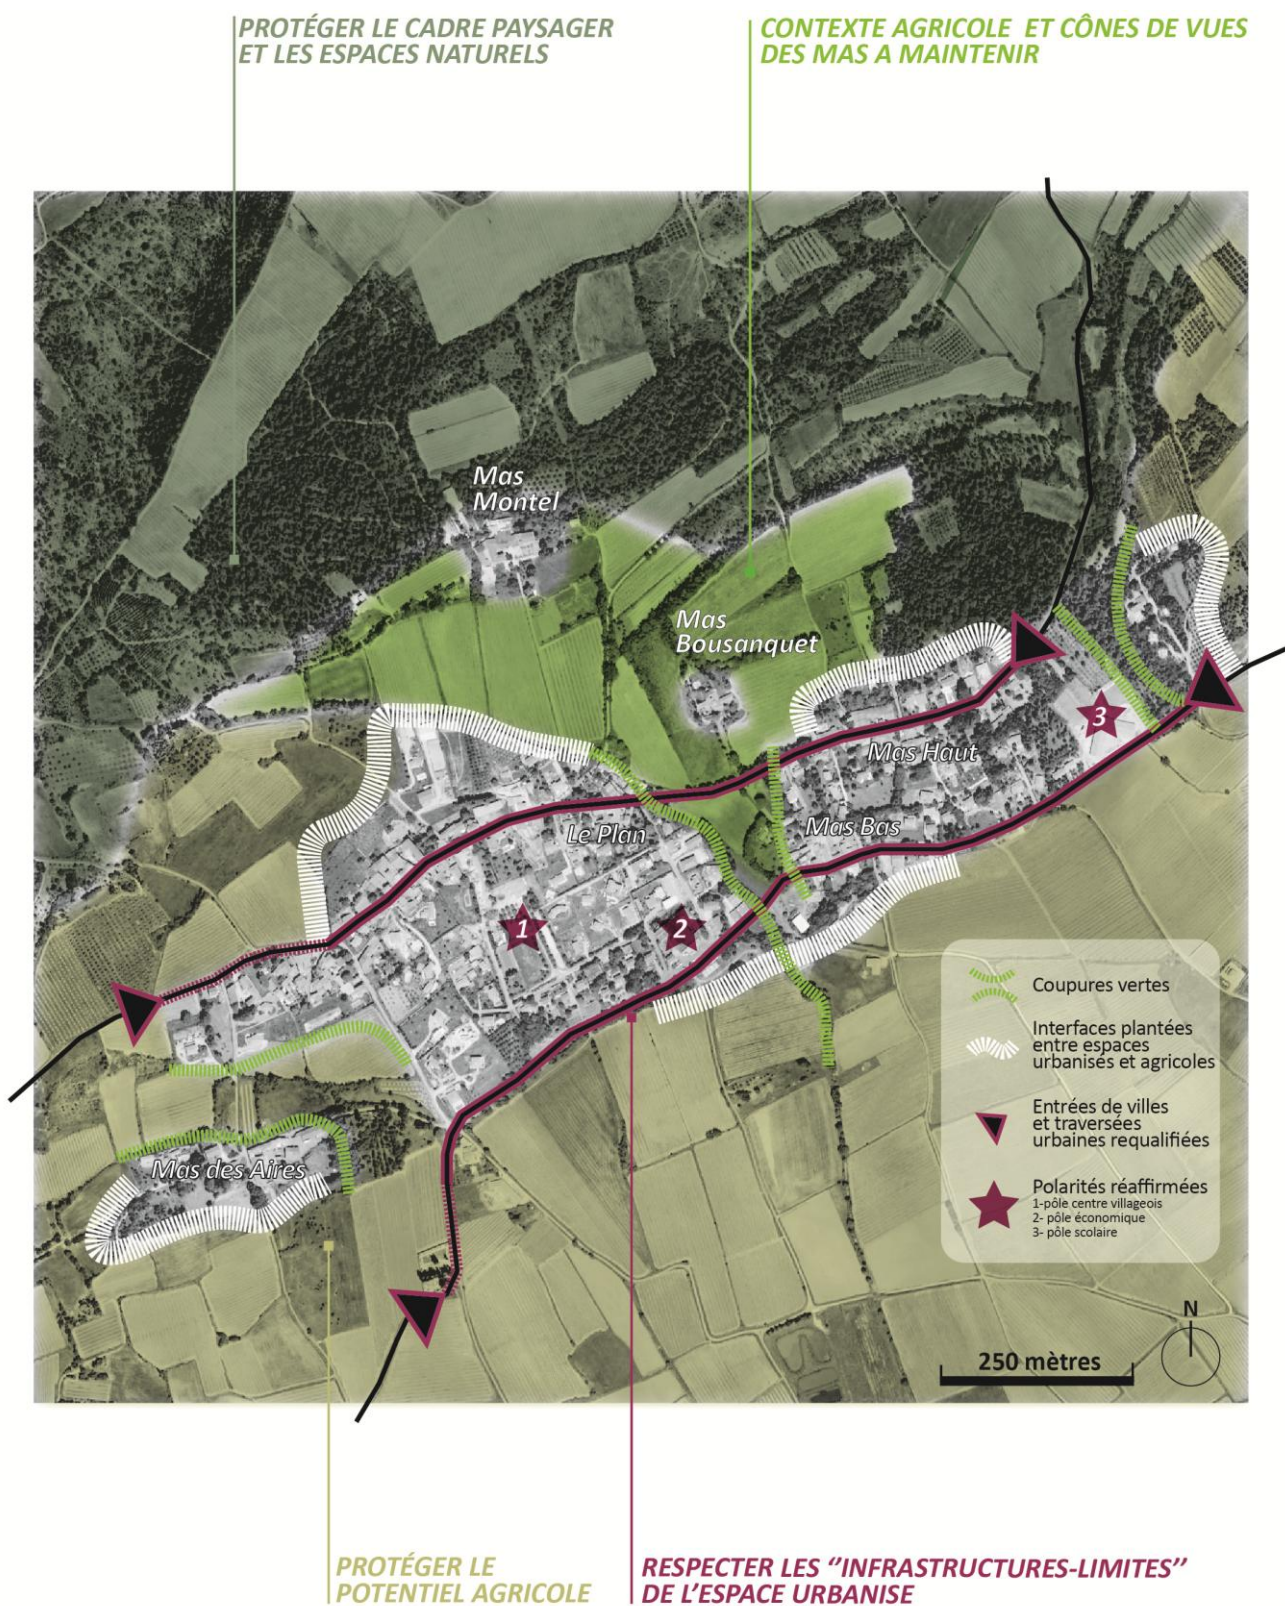 PROTÉGER LE CADRE PAYSAGER
ET LES ESPACES NATURELS
CONTEXTE AGRICOLE ET CÔNES DE VUES
DES MAS A MAINTENIR
Mas
Montel
Mas
Bousanquet
3
Mas Haut
Le Plan
Mas Bas
1
2
Mas des Aires
Coupures vertes
Interfaces plantées
entre espaces
urbanisés et agricoles
Entrées de villes
et traversées
urbaines requalifiées
Polarités réaffirmées
1-pôle centre villageois
2- pôle économique
3- pôle scolaire
N
250 mètres
PROTÉGER LE
POTENTIEL AGRICOLE
RESPECTER LES ‘’INFRASTRUCTURES-LIMITES’’
DE L’ESPACE URBANISE